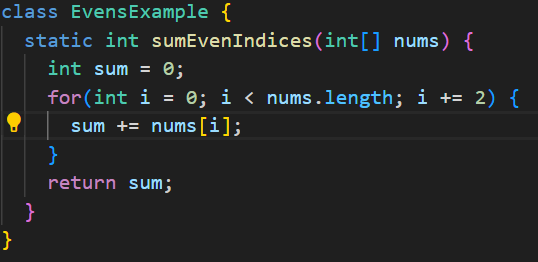 class EvensExample {
  static int sumEvenIndices(int[] nums) {
    int sum = 0;
    for(int i = 0; i < nums.length; i += 2) {
      sum += nums[i];
    }
    return sum;
  }
}